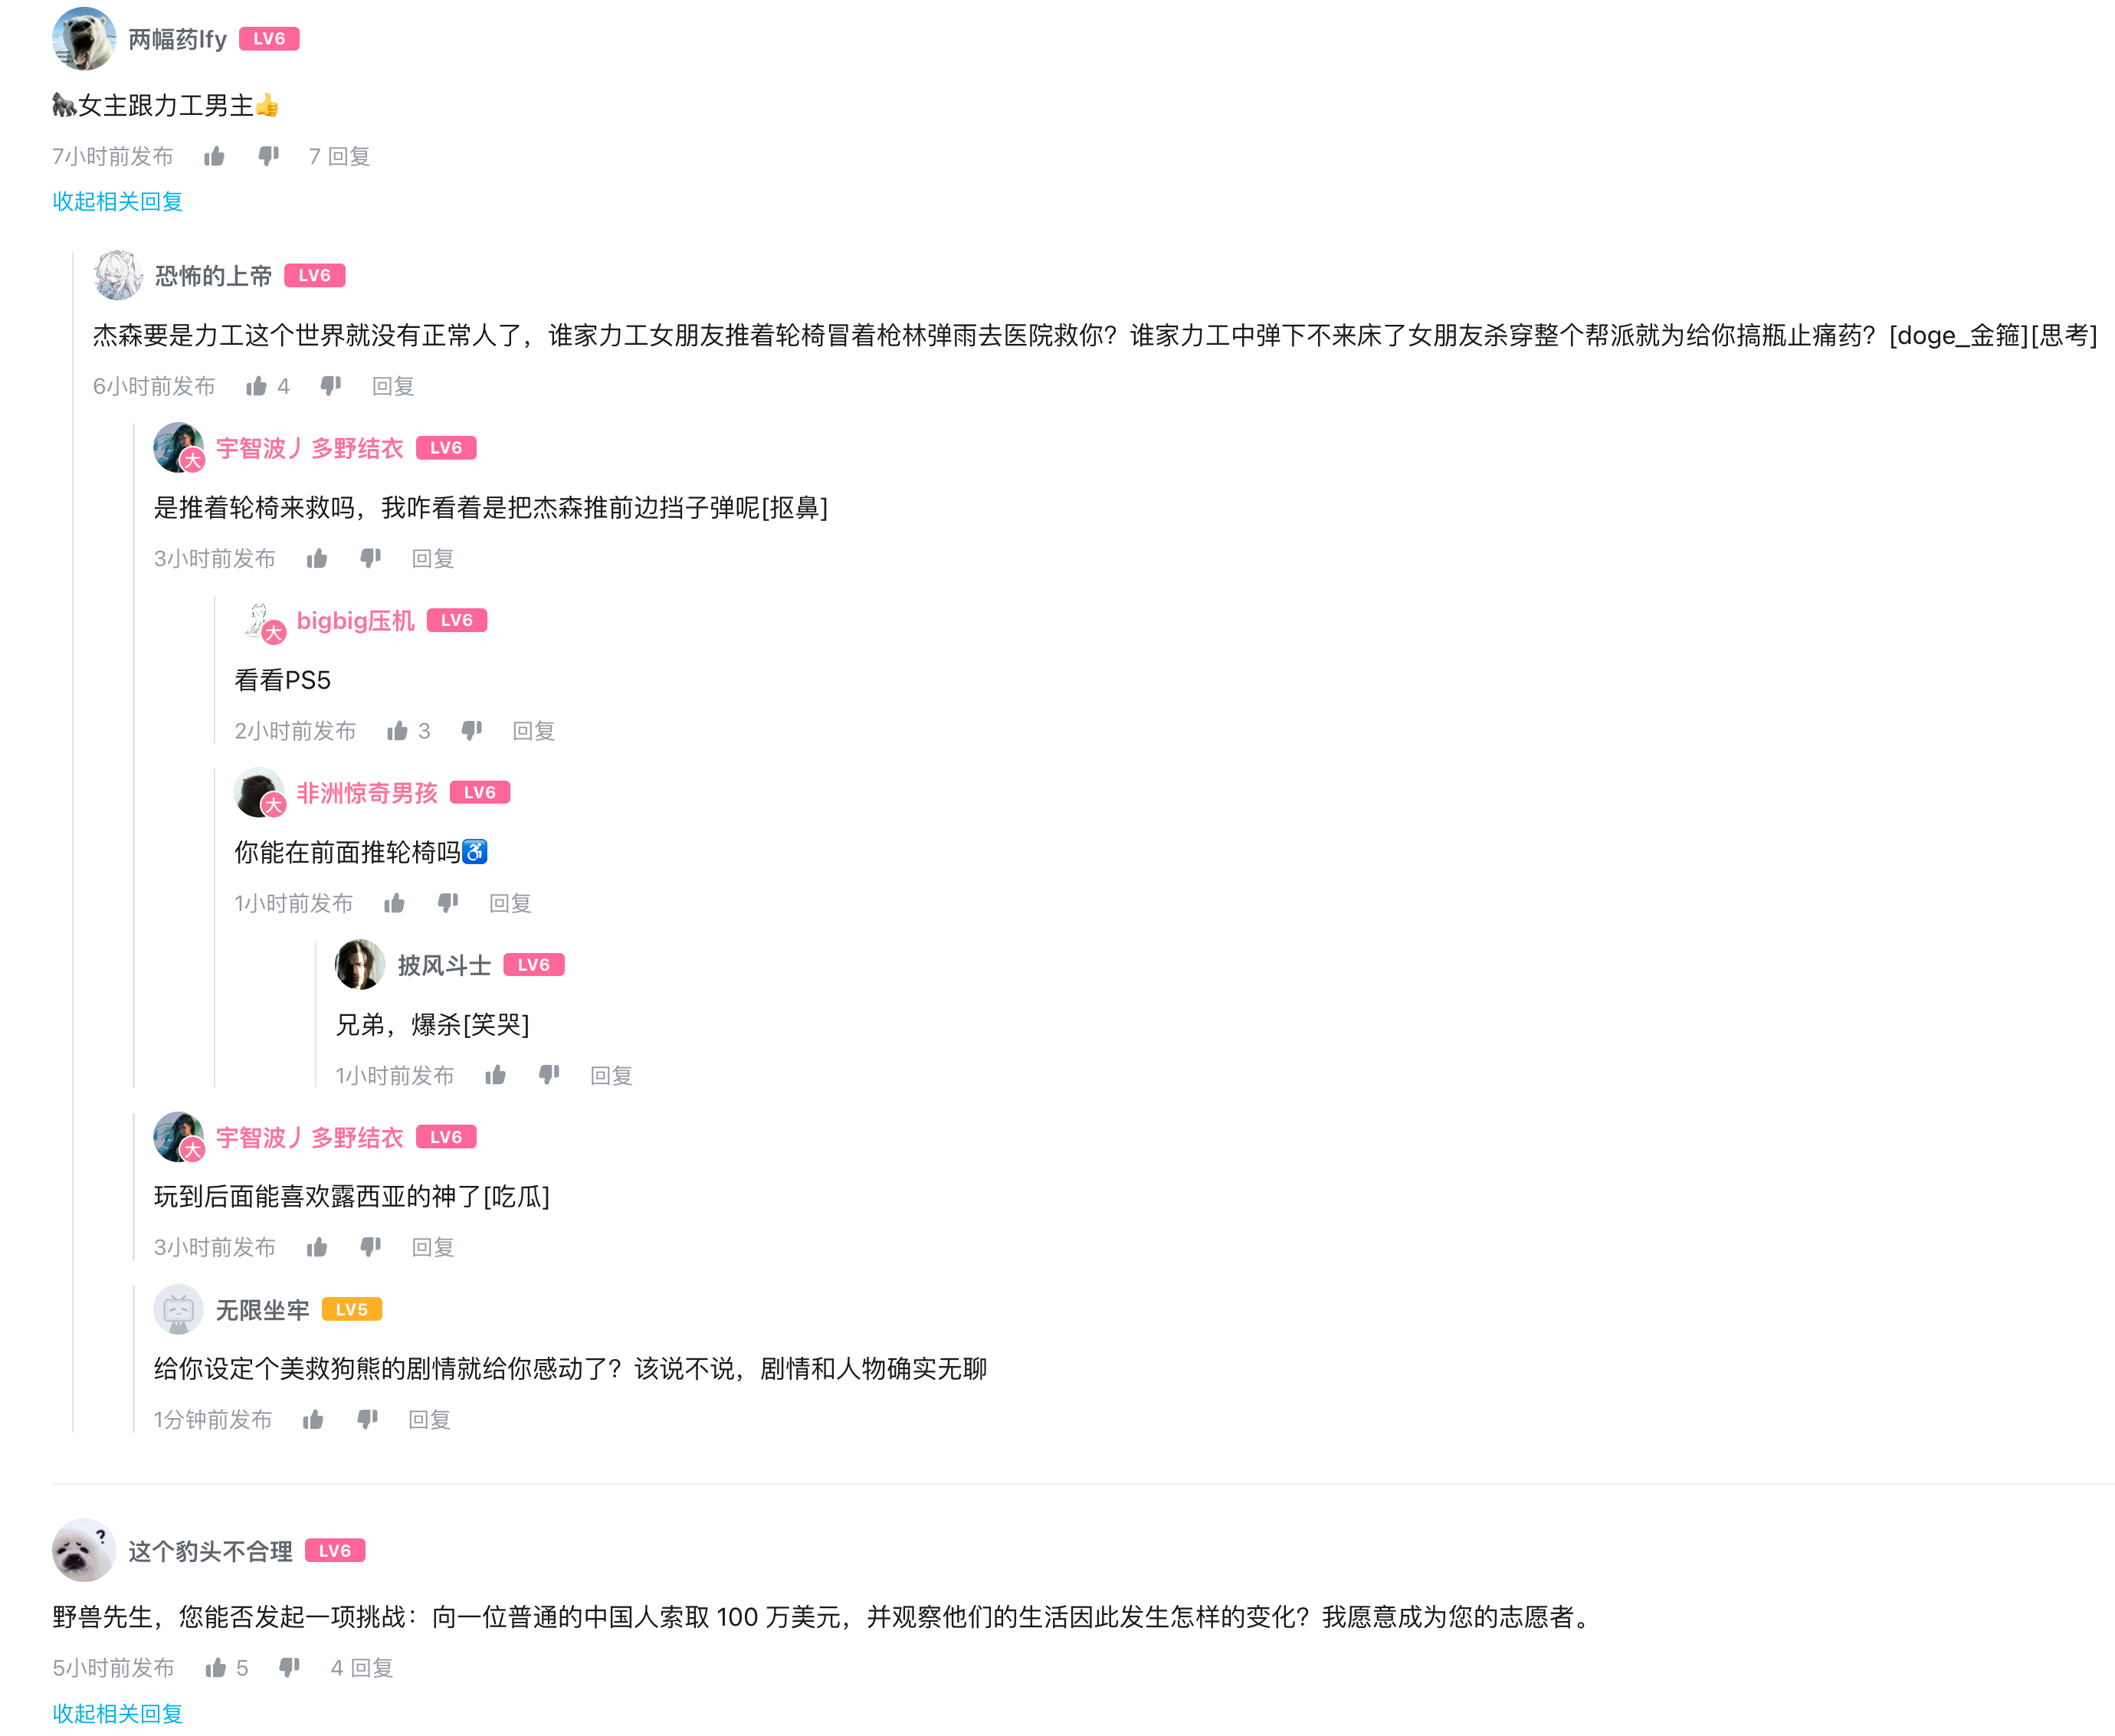 两幅药lfy LV6
🦍女主跟力工男主👍
7小时前发布 7 回复
收起相关回复
恐怖的上帝 LV6
杰森要是力工这个世界就没有正常人了，谁家力工女朋友推着轮椅冒着枪林弹雨去医院救你？谁家力工中弹下不来床了女朋友杀穿整个帮派就为给你搞瓶止痛药？[doge_金箍][思考]
6小时前发布 4 回复
宇智波丿多野结衣 LV6
是推着轮椅来救吗，我咋看着是把杰森推前边挡子弹呢[抠鼻]
3小时前发布 回复
bigbig压机 LV6
看看PS5
2小时前发布 3 回复
非洲惊奇男孩 LV6
你能在前面推轮椅吗♿
1小时前发布 回复
披风斗士 LV6
兄弟，爆杀[笑哭]
1小时前发布 回复
宇智波丿多野结衣 LV6
玩到后面能喜欢露西亚的神了[吃瓜]
3小时前发布 回复
无限坐牢 LV5
给你设定个美救狗熊的剧情就给你感动了？该说不说，剧情和人物确实无聊
1分钟前发布 回复
这个豹头不合理 LV6
野兽先生，您能否发起一项挑战：向一位普通的中国人索取 100 万美元，并观察他们的生活因此发生怎样的变化？我愿意成为您的志愿者。
5小时前发布 5 4 回复
收起相关回复